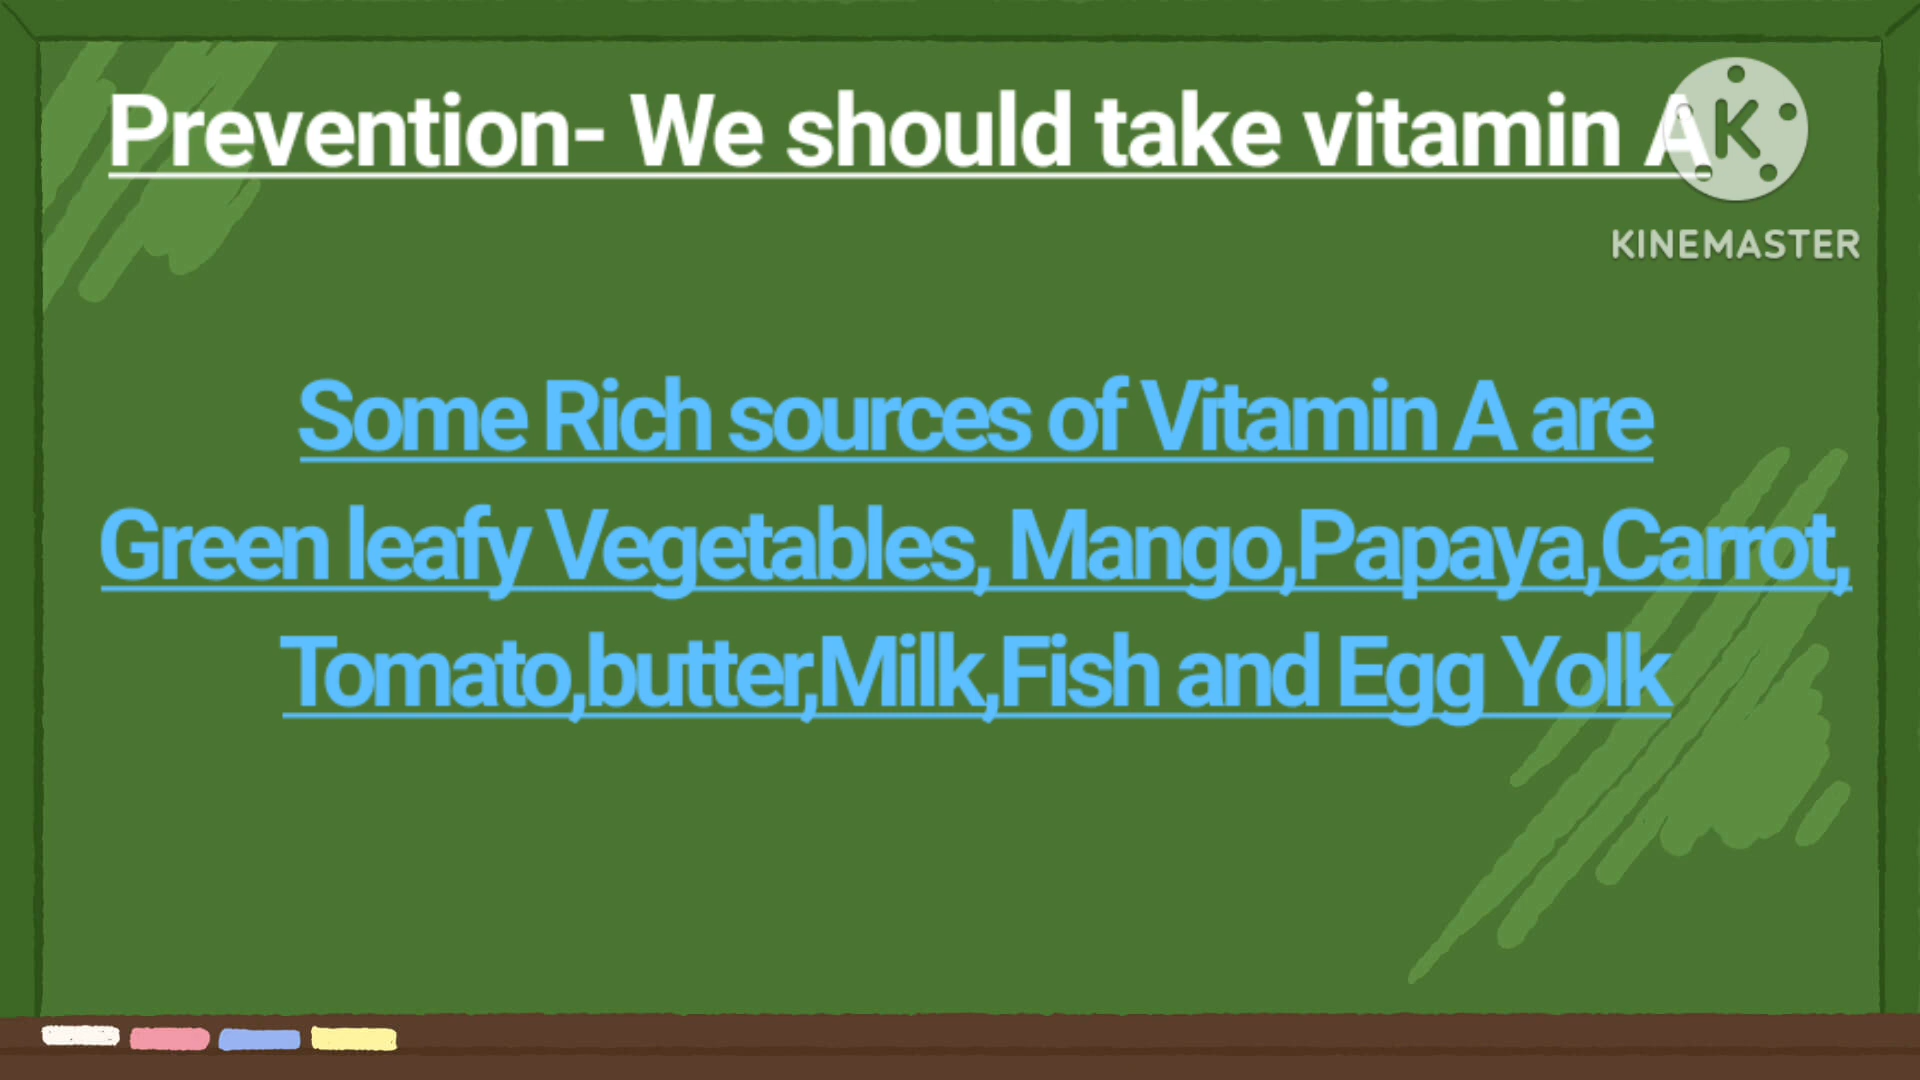 Prevention- We should take vitamin A
K
KINEMASTER
Some Rich sources of Vitamin A are
Green leafy Vegetables, Mango,Papaya,Carrot,
Tomato,butter,Milk,Fish and Egg Yolk